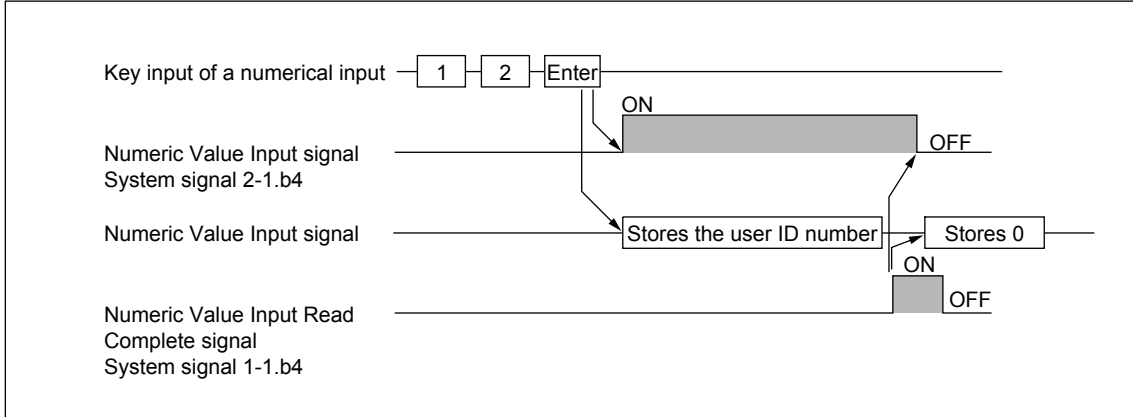 Key input of a numerical input
1
2
Enter
ON
Numeric Value Input signal
System signal 2-1.b4
OFF
Numeric Value Input signal
Stores the user ID number
Stores 0
ON
OFF
Numeric Value Input Read
Complete signal
System signal 1-1.b4